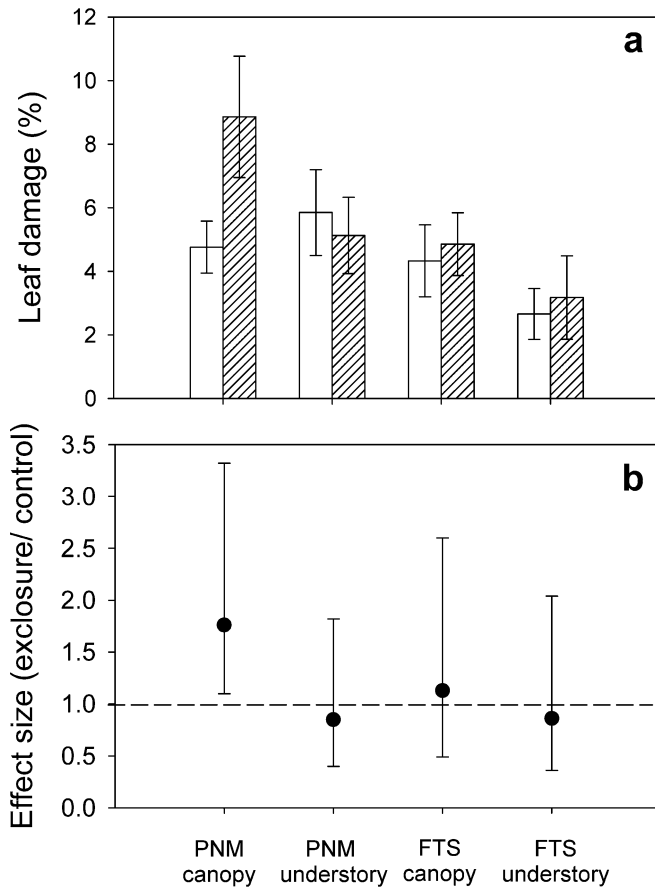 12
a
10
8
6
4
2
0
Leaf damage (%)
3.5
b
3.0
2.5
2.0
1.5
1.0
0.5
0.0
Effect size (exclosure/ control)
PNM canopy
PNM understory
FTS canopy
FTS understory